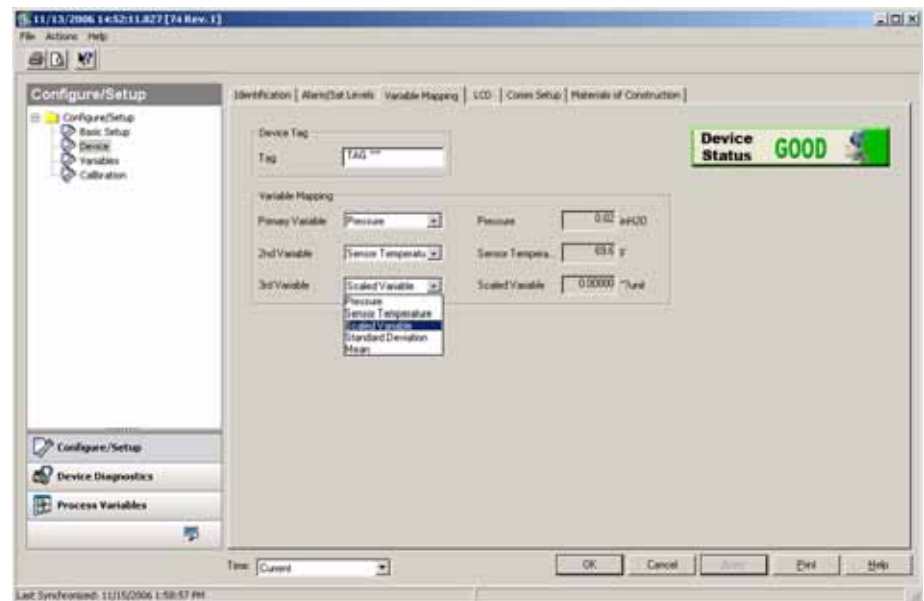 11/13/2006 14:52:11.827 [74 Rev. 1]
File Actions Help
Configure/Setup
Configure/Setup
Basic Setup
Device
Variables
Calibration
Configure/Setup
Device Diagnostics
Process Variables
Identification Alarm/Sat Levels Variable Mapping LCD Comm Setup Materials of Construction
Device Tag
Tag TAG
Device Status GOOD
Variable Mapping
Primary Variable Pressure Pressure 0.02 inH2O
2nd Variable Sensor Temperatu Sensor Tempera... 69.6 F
3rd Variable Scaled Variable Scaled Variable 0.00000 /unit
Pressure
Sensor Temperature
Scaled Variable
Standard Deviation
Mean
Time: Current
OK Cancel Apply Print Help
Last Synchronized: 11/15/2006 1:58:57 PM